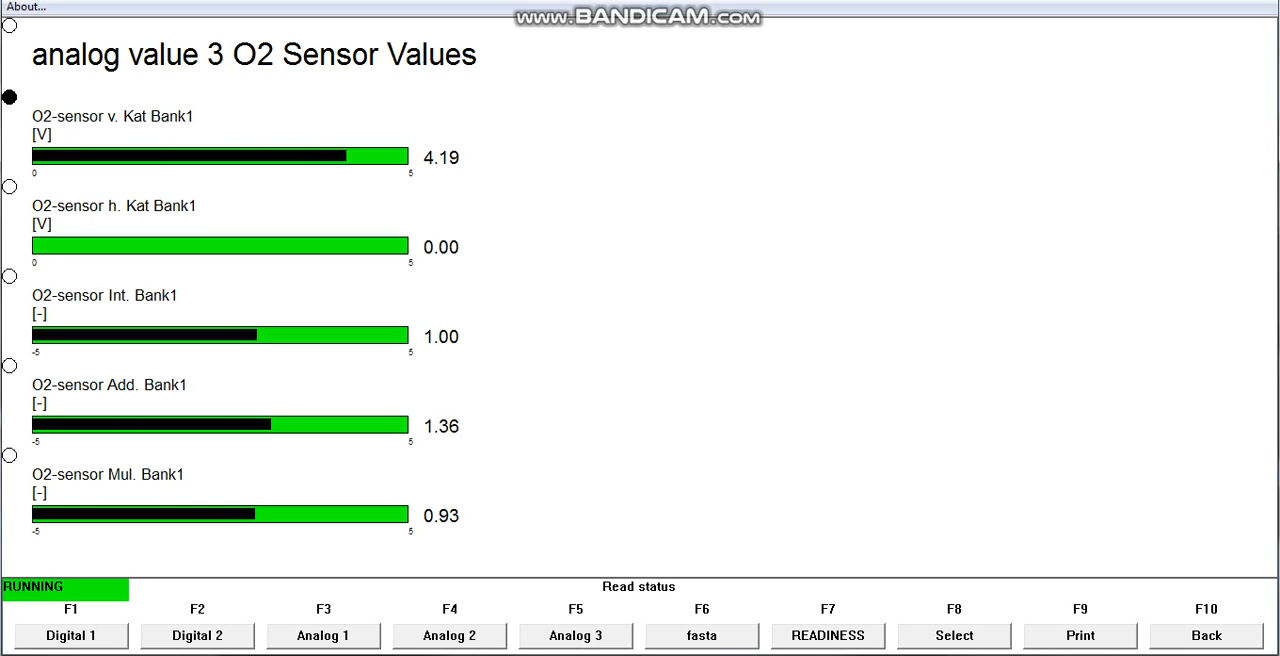 About...
www.BANDICAM.com
analog value 3 O2 Sensor Values
O2-sensor v. Kat Bank1
[V]
4.19
0 5
O2-sensor h. Kat Bank1
[V]
0.00
0 5
O2-sensor Int. Bank1
[-]
1.00
-5 5
O2-sensor Add. Bank1
[-]
1.36
-5 5
O2-sensor Mul. Bank1
[-]
0.93
-5 5
RUNNING Read status
F1 F2 F3 F4 F5 F6 F7 F8 F9 F10
Digital 1 Digital 2 Analog 1 Analog 2 Analog 3 fasta READINESS Select Print Back